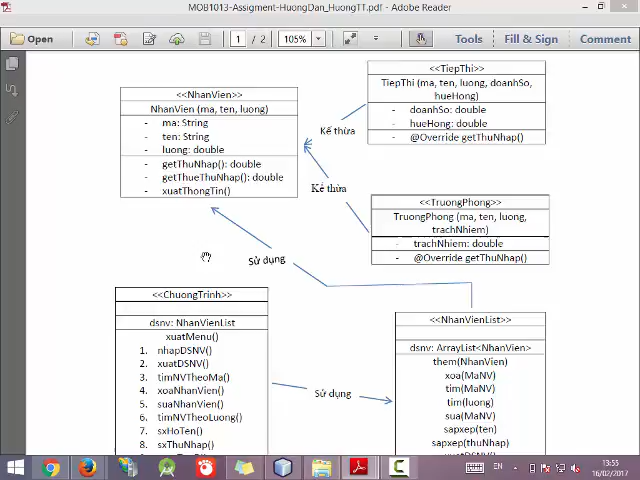 MOB1013-Assigment-HuongDan_HuongTT.pdf - Adobe Reader
Open
1 / 2
105%
Tools
Fill & Sign
Comment
<<NhanVien>>
NhanVien (ma, ten, luong)
- ma: String
- ten: String
- luong: double
- getThuNhap(): double
- getThueThuNhap(): double
- xuatThongTin()
<<TiepThi>>
TiepThi (ma, ten, luong, doanhSo,
hueHong)
- doanhSo: double
- hueHong: double
- @Override getThuNhap()
Kế thừa
Kế thừa
<<TruongPhong>>
TruongPhong (ma, ten, luong,
trachNhiem)
- trachNhiem: double
- @Override getThuNhap()
Sử dụng
<<ChuongTrinh>>
dsnv: NhanVienList
xuatMenu()
1. nhapDSNV()
2. xuatDSNV()
3. timNVTheoMa()
4. xoaNhanVien()
5. suaNhanVien()
6. timNVTheoLuong()
7. sxHoTen()
8. sxThuNhap()
Sử dụng
<<NhanVienList>>
dsnv: ArrayList<NhanVien>
them(NhanVien)
xoa(MaNV)
tim(MaNV)
tim(luong)
sua(MaNV)
sapxep(ten)
sapxep(thuNhap)
EN
13:55
16/02/2017